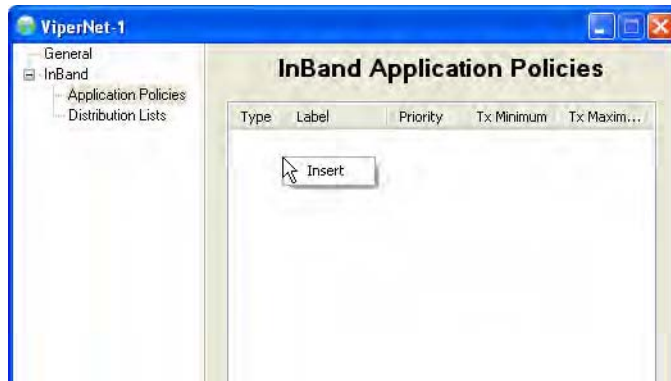 ViperNet-1
General
InBand
Application Policies
Distribution Lists
InBand Application Policies
Type Label Priority Tx Minimum Tx Maxim...
Insert